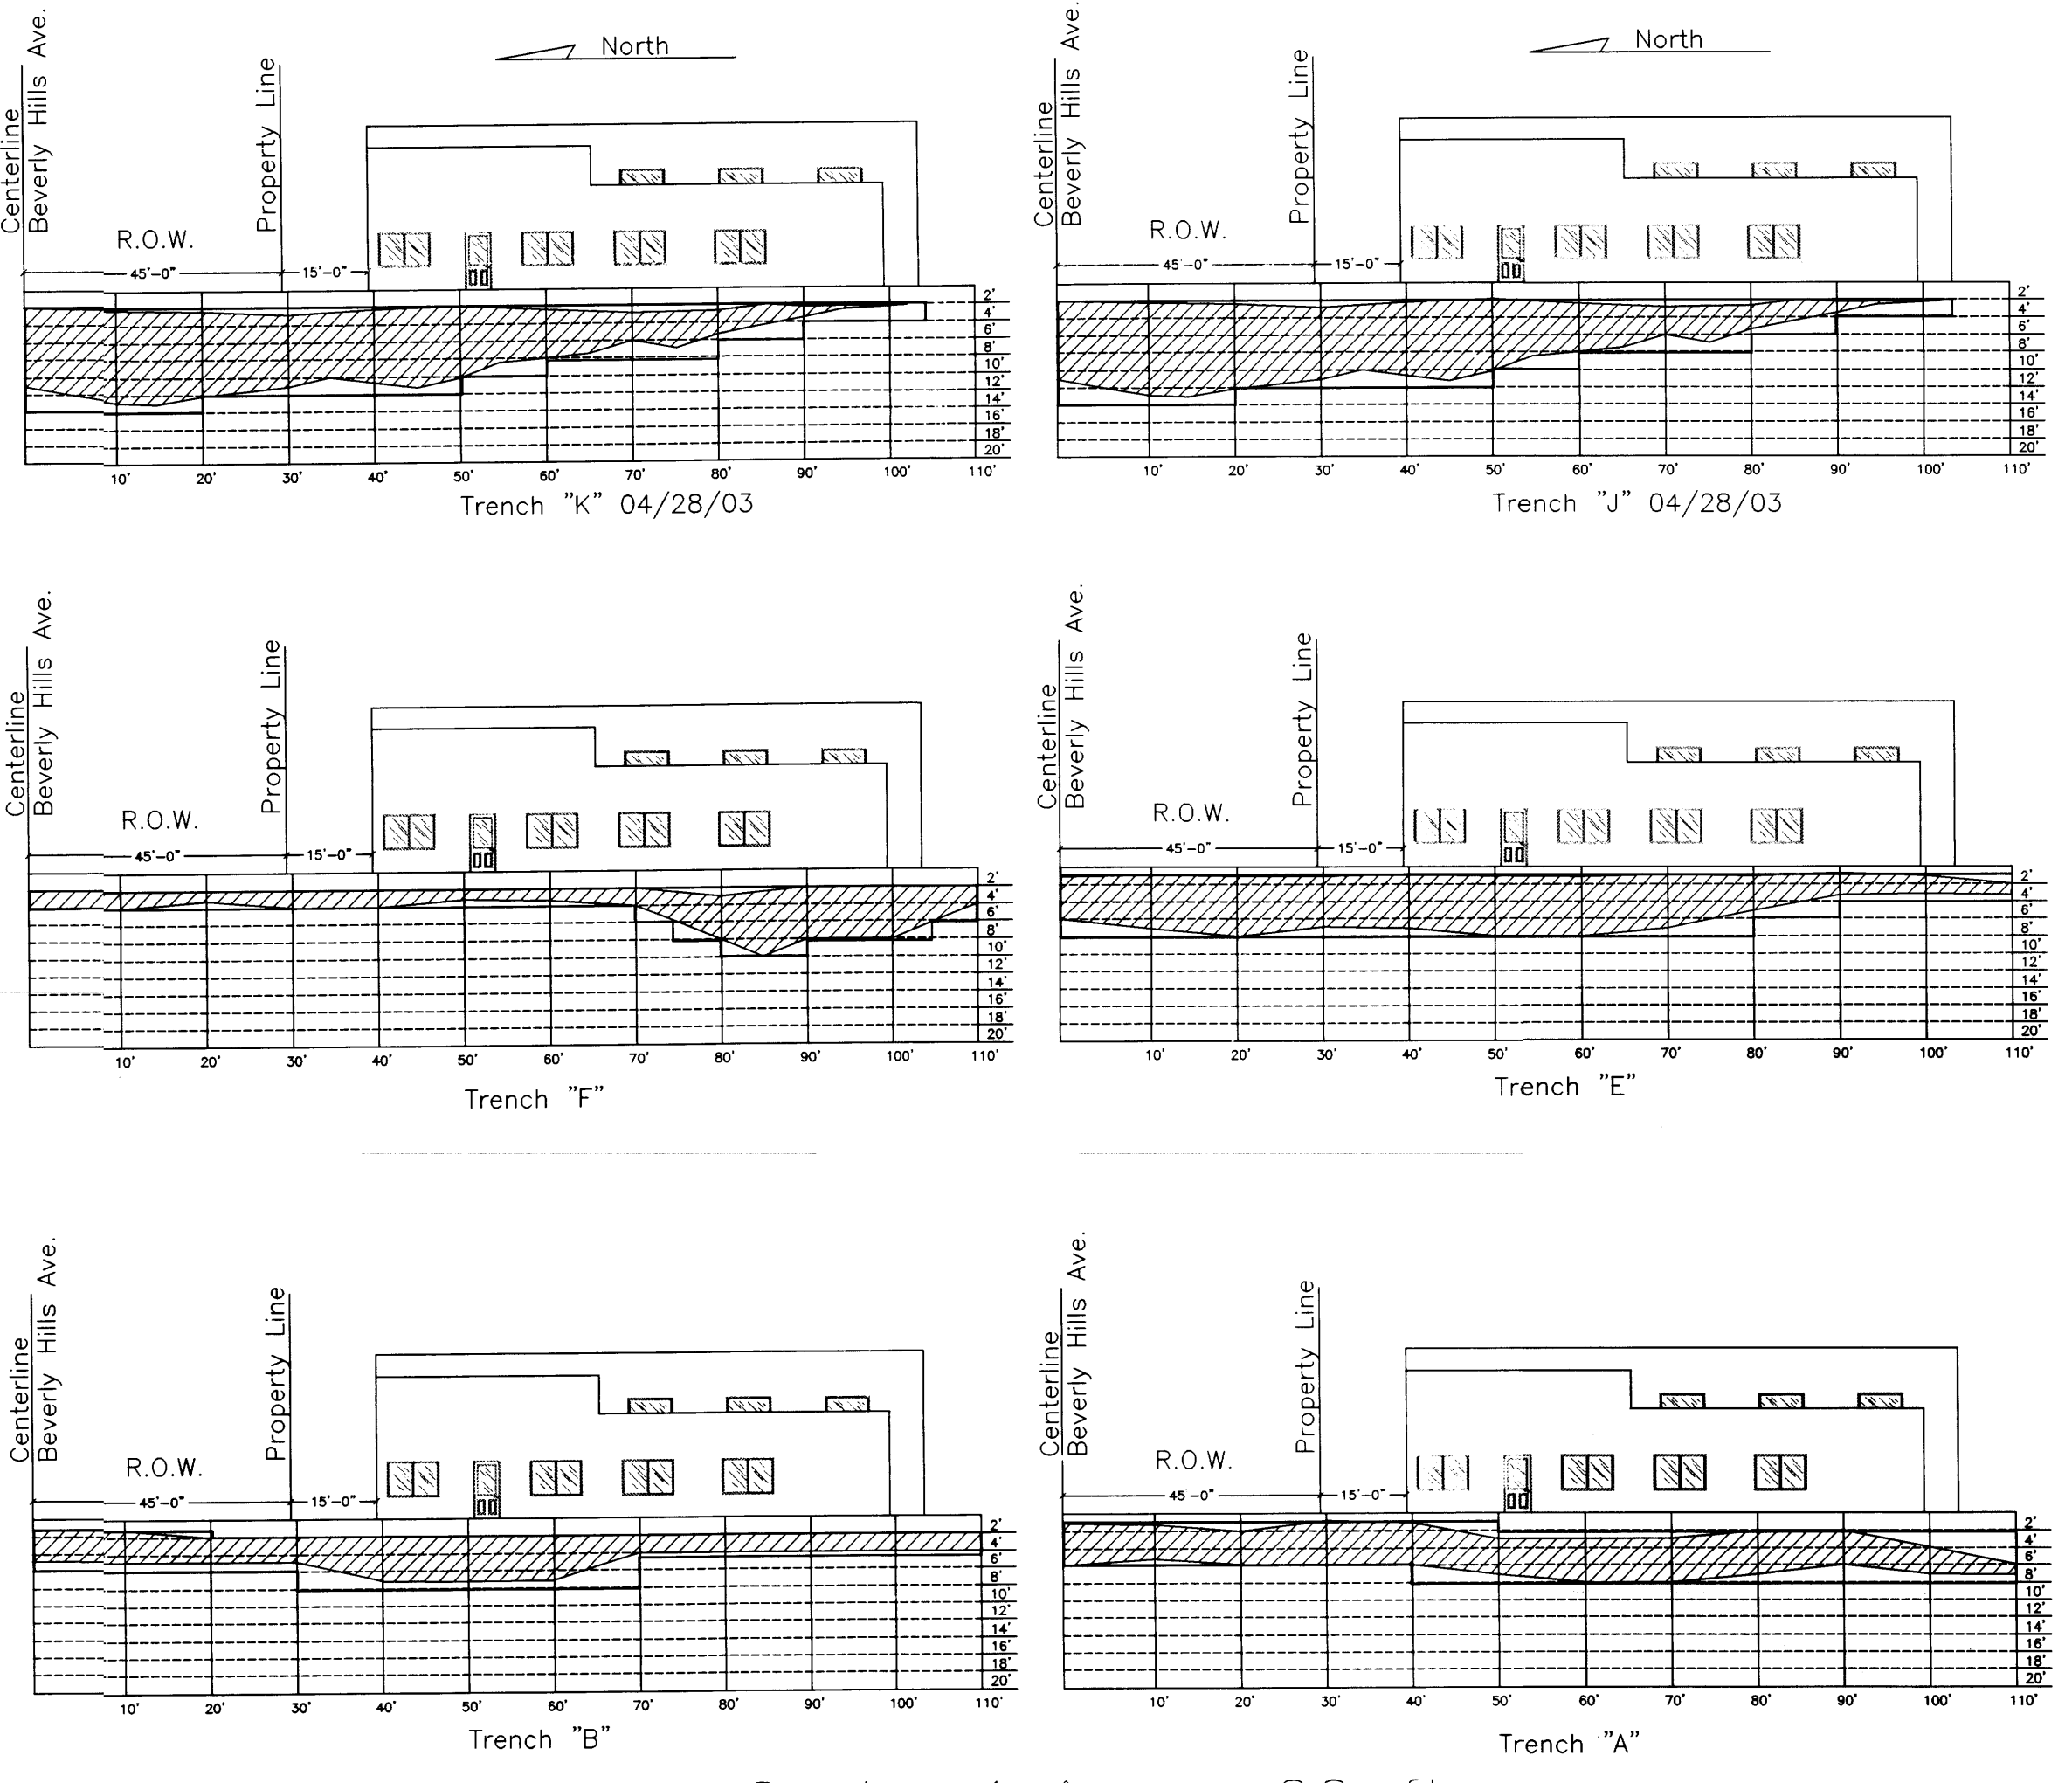 Centerline
Beverly Hills Ave.
Property Line
North
R.O.W.
45'-0"
15'-0"
2'
4'
6'
8'
10'
12'
14'
16'
18'
20'
10' 20' 30' 40' 50' 60' 70' 80' 90' 100' 110'
Trench "K" 04/28/03
Centerline
Beverly Hills Ave.
Property Line
North
R.O.W.
45'-0"
15'-0"
2'
4'
6'
8'
10'
12'
14'
16'
18'
20'
10' 20' 30' 40' 50' 60' 70' 80' 90' 100' 110'
Trench "J" 04/28/03
Centerline
Beverly Hills Ave.
Property Line
R.O.W.
45'-0"
15'-0"
2'
4'
6'
8'
10'
12'
14'
16'
18'
20'
10' 20' 30' 40' 50' 60' 70' 80' 90' 100' 110'
Trench "F"
Centerline
Beverly Hills Ave.
Property Line
R.O.W.
45'-0"
15'-0"
2'
4'
6'
8'
10'
12'
14'
16'
18'
20'
10' 20' 30' 40' 50' 60' 70' 80' 90' 100' 110'
Trench "E"
Centerline
Beverly Hills Ave.
Property Line
R.O.W.
45'-0"
15'-0"
2'
4'
6'
8'
10'
12'
14'
16'
18'
20'
10' 20' 30' 40' 50' 60' 70' 80' 90' 100' 110'
Trench "B"
Centerline
Beverly Hills Ave.
Property Line
R.O.W.
45 -0"
15'-0"
2'
4'
6'
8'
10'
12'
14'
16'
18'
20'
10' 20' 30' 40' 50' 60' 70' 80' 90' 100' 110'
Trench "A"